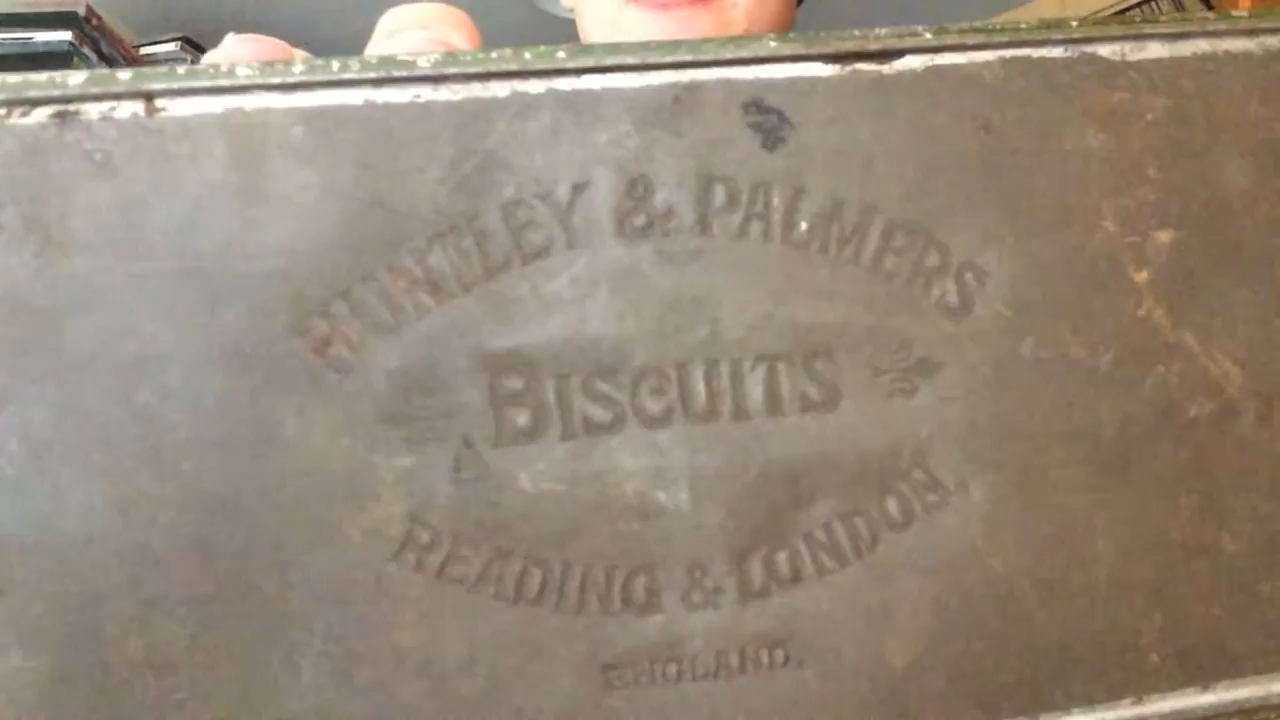 HUNTLEY & PALMERS
BISCUITS
READING & LONDON.
ENGLAND.